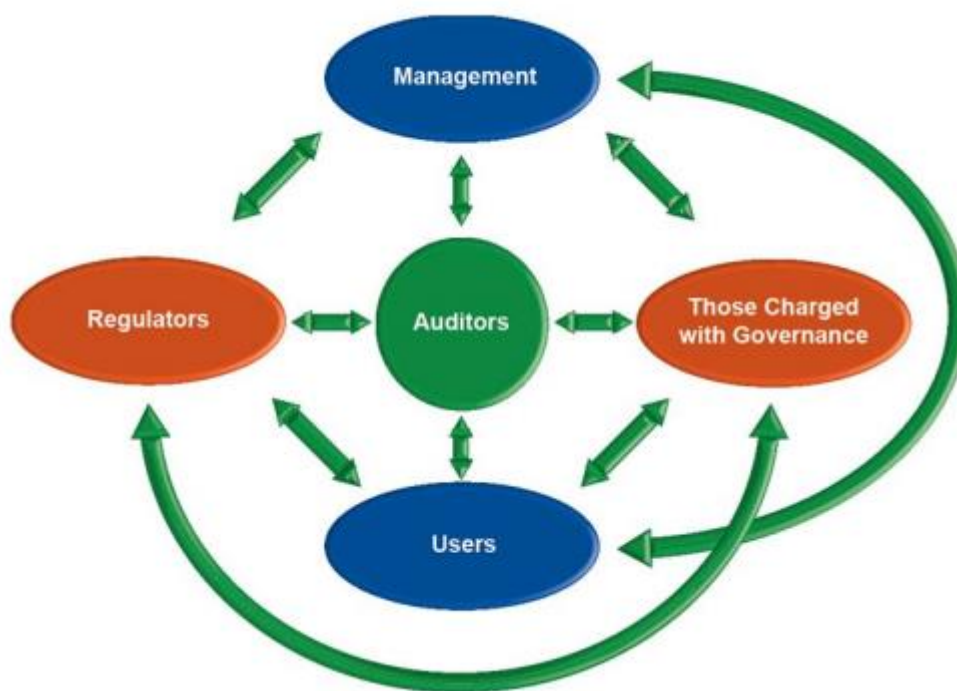 Management
Regulators
Auditors
Those Charged
with Governance
Users